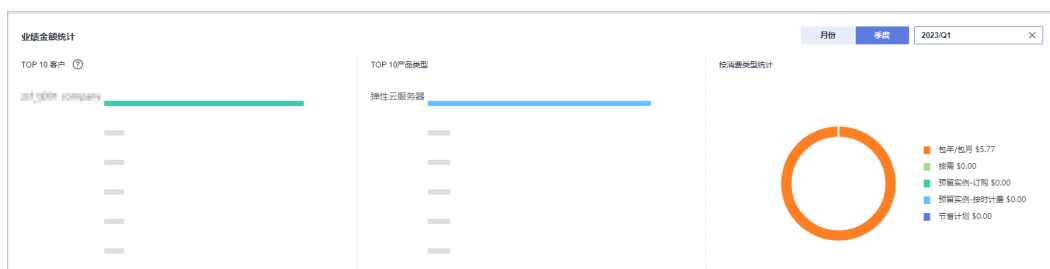 业绩金额统计
月份 季度 2023/Q1
TOP 10 客户
TOP 10产品类型
按消费类型统计
company
弹性云服务器
包年/包月 $5.77
按需 $0.00
预留实例-订购 $0.00
预留实例-按时计费 $0.00
节省计划 $0.00